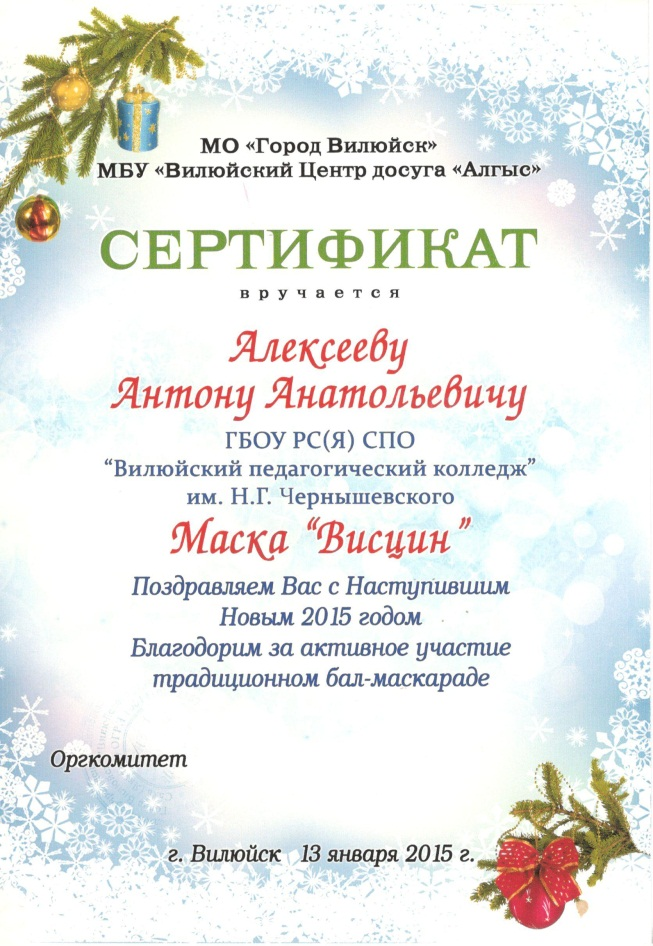 МО «Город Вилюйск»
МБУ «Вилюйский Центр досуга «Алгыс»
СЕРТИФИКАТ
вручается
Алексееву
Антону Анатольевичу
ГБОУ РС(Я) СПО
“Вилюйский педагогический колледж”
им. Н.Г. Чернышевского
Маска “Висцин”
Поздравляем Вас с Наступившим
Новым 2015 годом
Благодорим за активное участие
традиционном бал-маскараде
Оргкомитет
г. Вилюйск 13 января 2015 г.